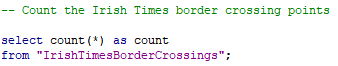 -- Count the Irish Times border crossing points
select count(*) as count
from "IrishTimesBorderCrossings";